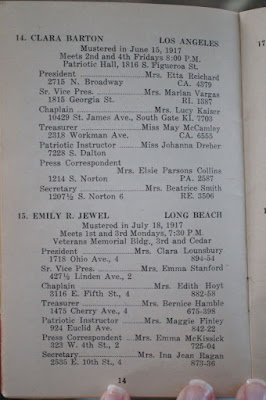 14. CLARA BARTON LOS ANGELES
Mustered in June 15, 1917
Meets 2nd and 4th Fridays 8:00 P.M.
Patriotic Hall, 1816 S. Figueroa St.
President ..........Mrs. Etta Reichard
2715 N. Broadway CA. 4379
Sr. Vice Pres. ......Mrs. Marian Vargas
1815 Georgia St. RI. 1387
Chaplain ..........Mrs. Lucy Kaiser
10429 St. James Ave., South Gate KI. 7703
Treasurer ..........Miss May McCamley
2318 Workman Ave. CA. 6555
Patriotic Instructor ....Miss Johanna Dreher
7228 S. Dalton
Press Correspondent
..........Mrs. Elsie Parsons Collins
1214 S. Norton PA. 2587
Secretary ..........Mrs. Beatrice Smith
1207½ S. Norton 6 RE. 3506
15. EMILY R. JEWEL LONG BEACH
Mustered in July 18, 1917
Meets 1st and 3rd Mondays, 7:30 P.M.
Veterans Memorial Bldg., 3rd and Cedar
President ..........Mrs. Clara Lounsbury
1718 Ohio Ave., 4 894-54
Sr. Vice Pres. ......Mrs. Emma Stanford
427½ Linden Ave., 2
Chaplain ..........Mrs. Edith Hoyt
3116 E. Fifth St., 4 882-58
Treasurer ..........Mrs. Bernice Hamble
1475 Cherry Ave., 4 675-398
Patriotic Instructor ....Mrs. Maggie Finley
924 Euclid Ave. 842-22
Press Correspondent ....Mrs. Emma McKissick
323 W. 4th St., 2 725-04
Secretary..........Mrs. Ina Jean Ragan
2535 E. 10th St., 4 873-36
14